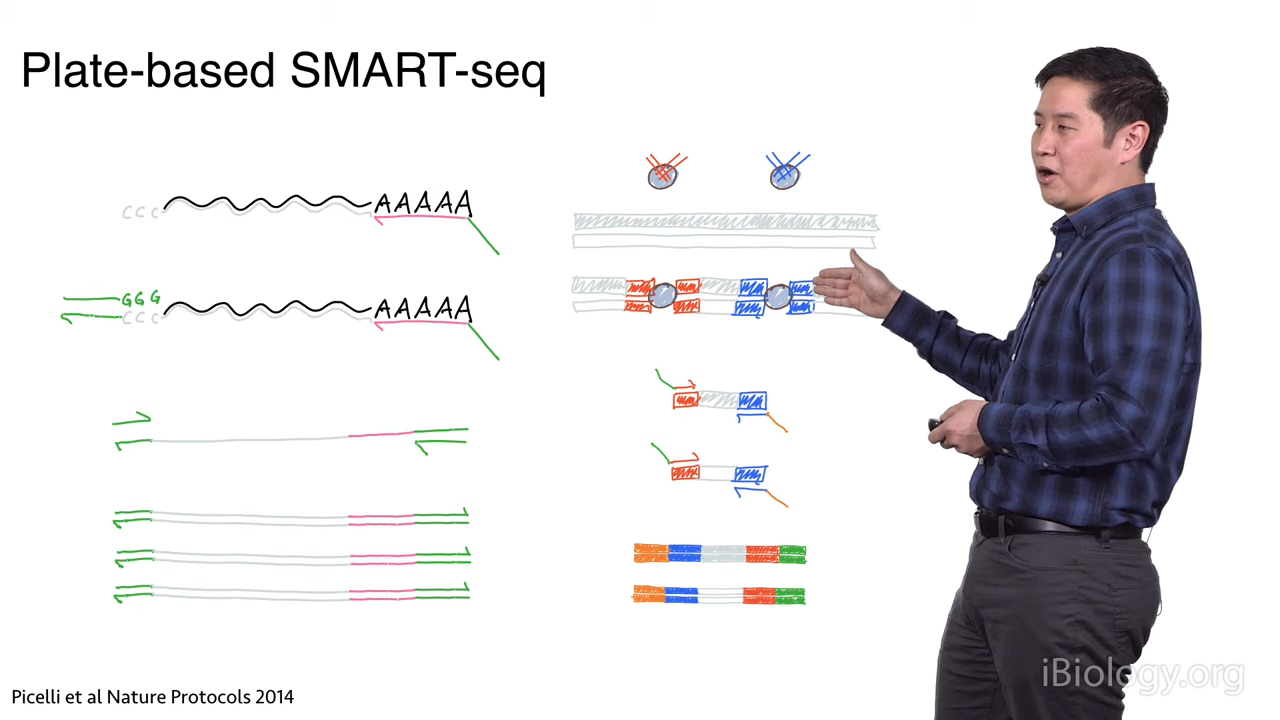 Plate-based SMART-seq
CCC AAAAA
GGG
CCC AAAAA
Picelli et al Nature Protocols 2014
iBiology.org